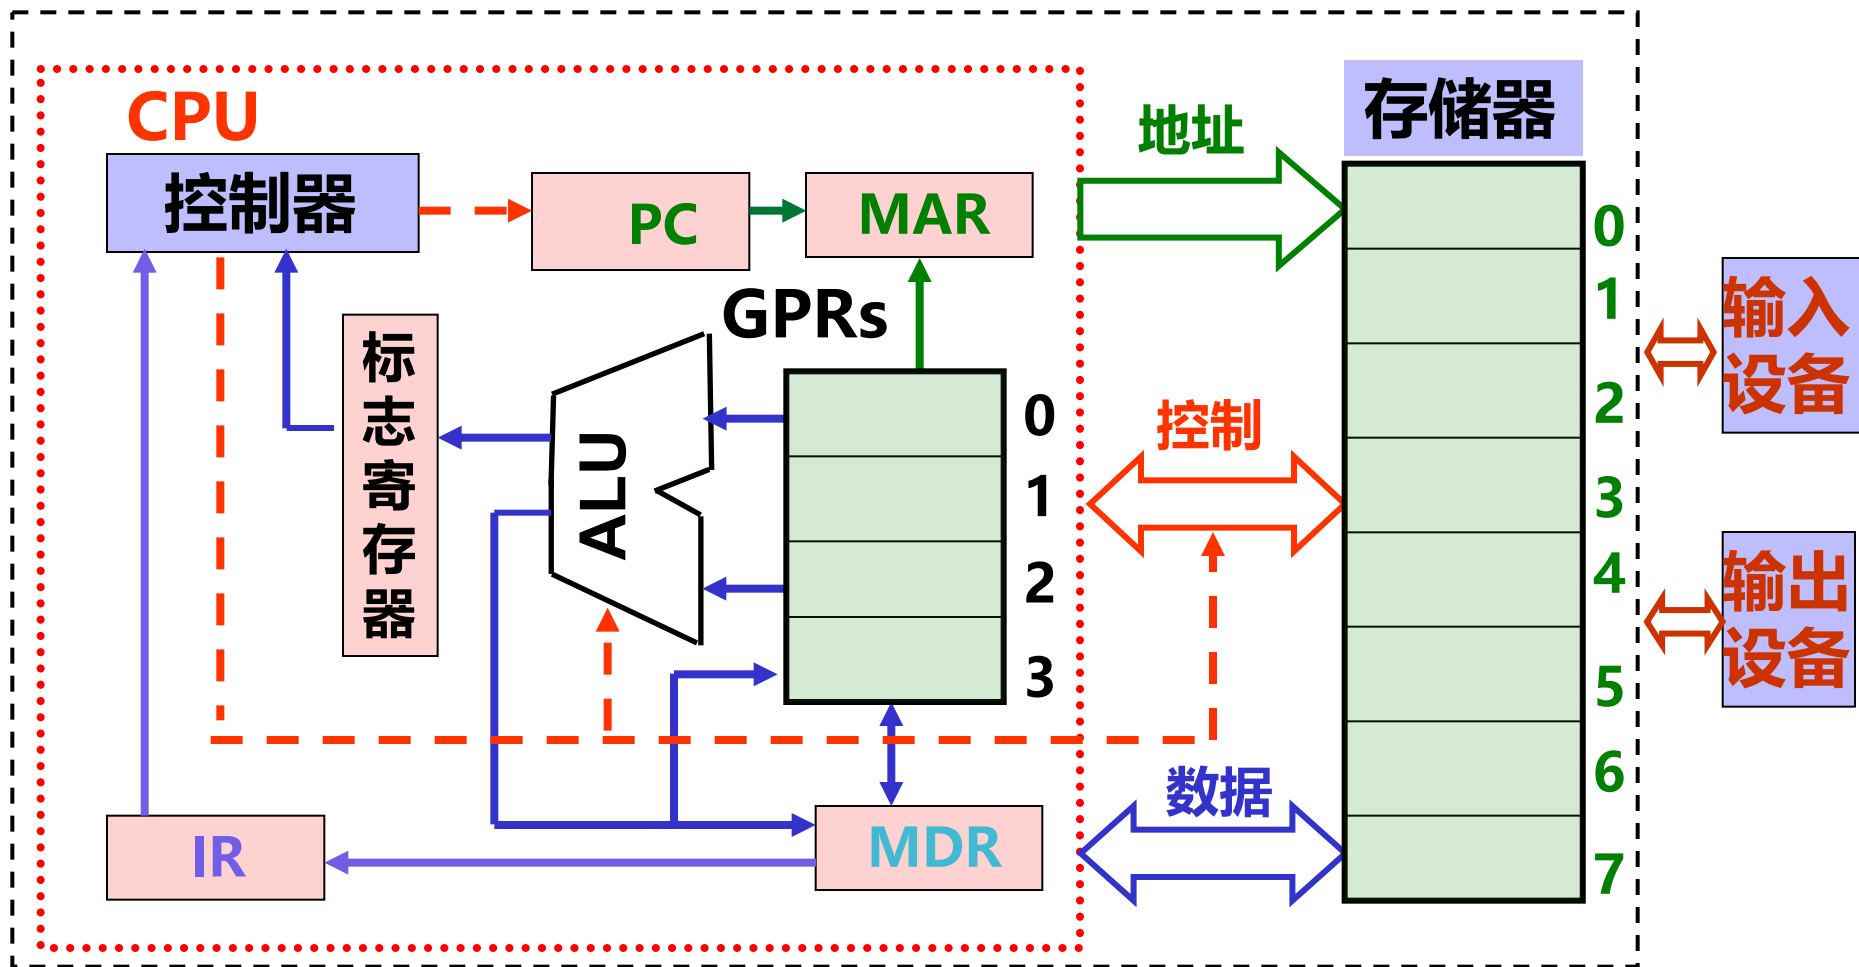 CPU
控制器
PC
MAR
地址
存储器
GPRs
标
志
寄
存
器
ALU
0
1
2
3
控制
数据
IR
MDR
0
1
2
3
4
5
6
7
输入
设备
输出
设备